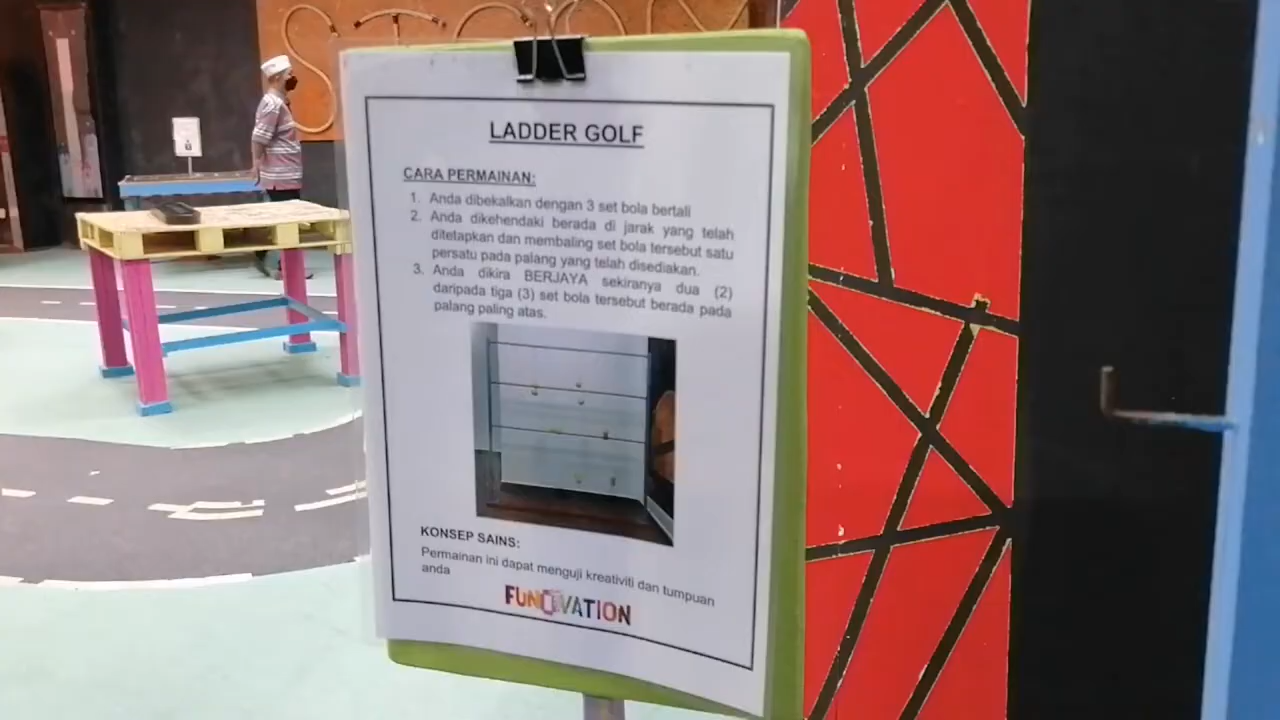 LADDER GOLF
CARA PERMAINAN:
1. Anda dibekalkan dengan 3 set bola bertali
2. Anda dikehendaki berada di jarak yang telah
ditetapkan dan membaling set bola tersebut satu
persatu pada palang yang telah disediakan.
3. Anda dikira BERJAYA sekiranya dua (2)
daripada tiga (3) set bola tersebut berada pada
palang paling atas.
KONSEP SAINS:
Permainan ini dapat menguji kreativiti dan tumpuan
anda
FUNOVATION